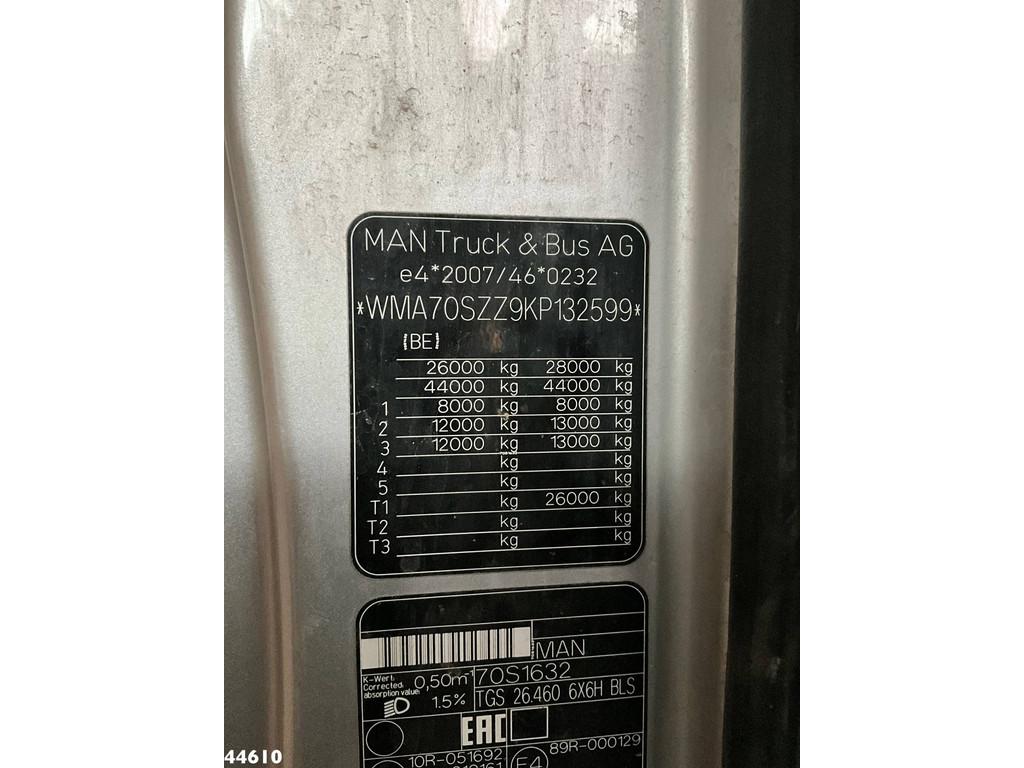 MAN Truck & Bus AG
e4*2007/46*0232
*WMA70SZZ9KP132599*
(BE)
26000 kg 28000 kg
44000 kg 44000 kg
1 8000 kg 8000 kg
2 12000 kg 13000 kg
3 12000 kg 13000 kg
4 kg kg
5 kg kg
T1 kg 26000 kg
T2 kg kg
T3 kg kg
MAN
K-Wert: Corrected absorption value: 0,50m⁻¹ 70S1632
1.5% TGS 26.460 6X6H BLS
EAC
10R-051692 E4 89R-000129
44610